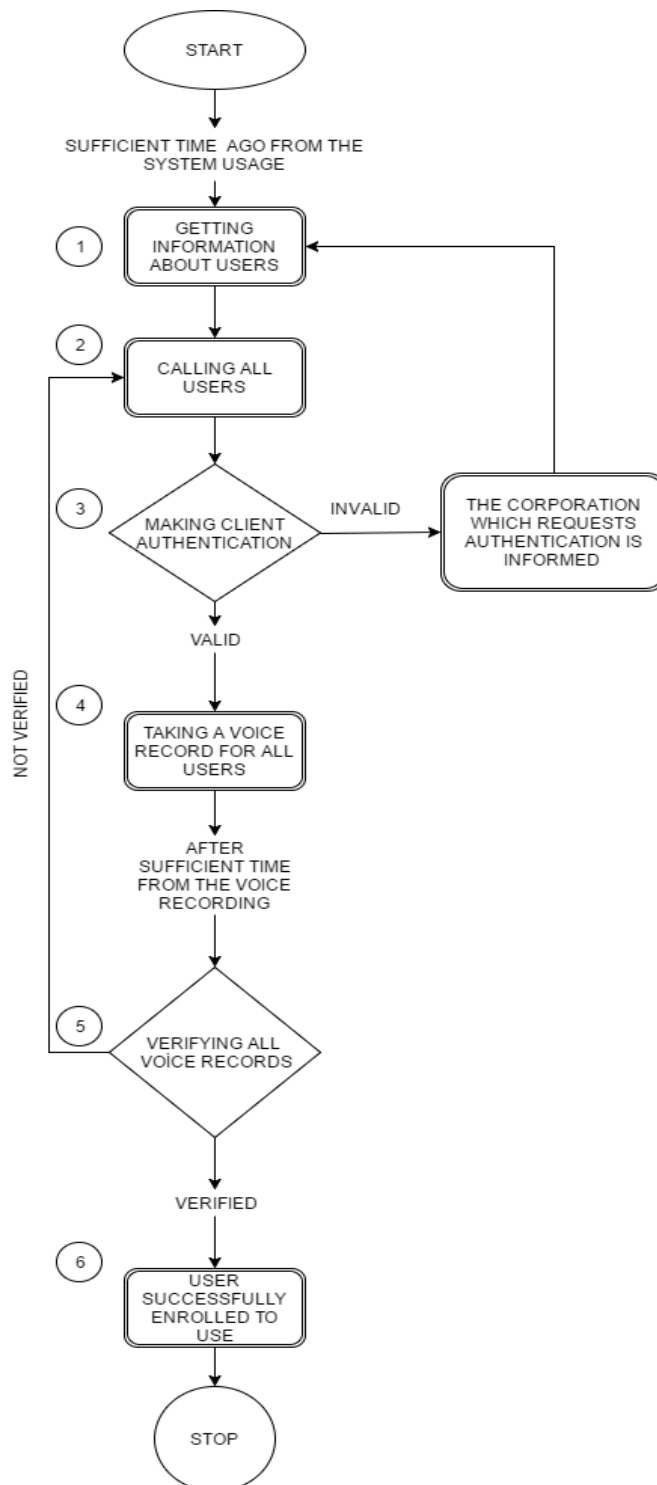 START
SUFFICIENT TIME AGO FROM THE
SYSTEM USAGE
1
GETTING
INFORMATION
ABOUT USERS
2
CALLING ALL
USERS
3
MAKING CLIENT
AUTHENTICATION
INVALID
THE CORPORATION
WHICH REQUESTS
AUTHENTICATION IS
INFORMED
VALID
NOT VERIFIED
4
TAKING A VOICE
RECORD FOR ALL
USERS
AFTER
SUFFICIENT TIME
FROM THE VOICE
RECORDING
5
VERIFYING ALL
VOİCE RECORDS
VERIFIED
6
USER
SUCCESSFULLY
ENROLLED TO
USE
STOP